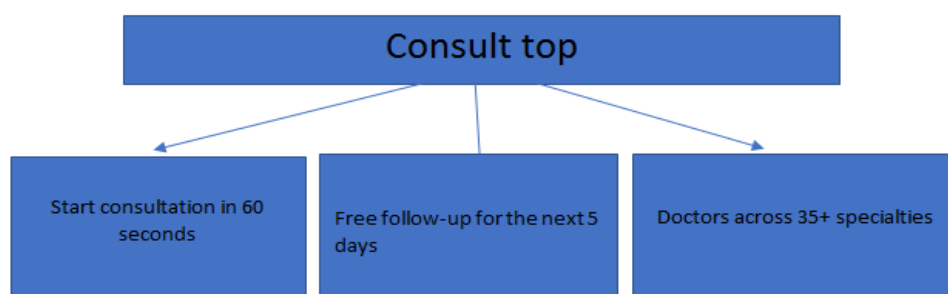 Consult top
Start consultation in 60
seconds
Free follow-up for the next 5
days
Doctors across 35+ specialties